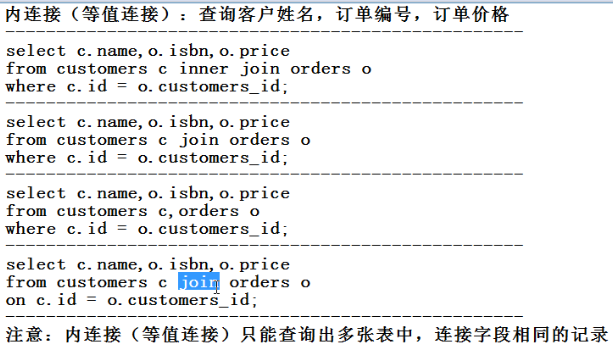 内连接（等值连接）：查询客户姓名，订单编号，订单价格
---------------------------------------------------
select c.name,o.isbn,o.price
from customers c inner join orders o
where c.id = o.customers_id;
---------------------------------------------------
select c.name,o.isbn,o.price
from customers c join orders o
where c.id = o.customers_id;
---------------------------------------------------
select c.name,o.isbn,o.price
from customers c,orders o
where c.id = o.customers_id;
---------------------------------------------------
select c.name,o.isbn,o.price
from customers c join orders o
on c.id = o.customers_id;
---------------------------------------------------
注意：内连接（等值连接）只能查询出多张表中，连接字段相同的记录